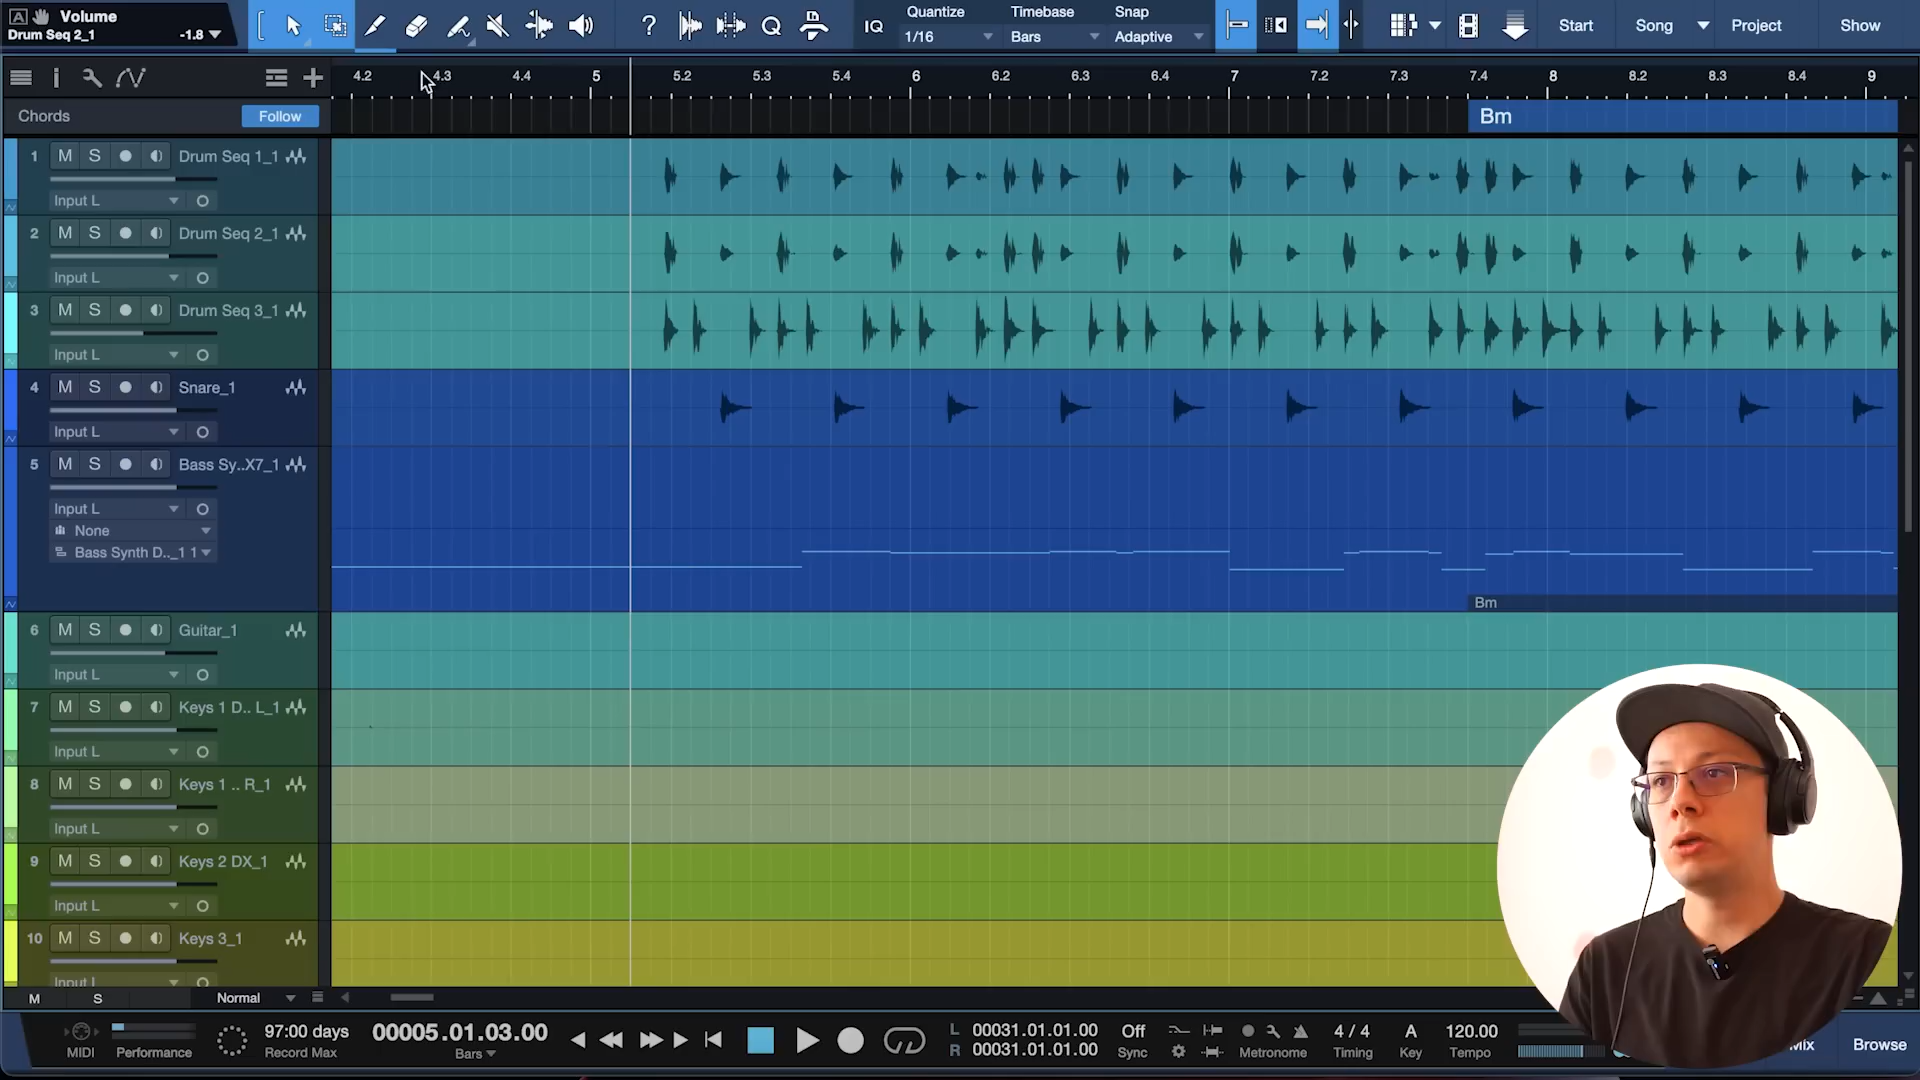 A
Volume
Drum Seq 2_1
-1.8
?
Q
IQ
Quantize
1/16
Timebase
Bars
Snap
Adaptive
Start
Song
Project
Show
4.2 4.3 4.4 5 5.2 5.3 5.4 6 6.2 6.3 6.4 7 7.2 7.3 7.4 8 8.2 8.3 8.4 9
Chords
Follow
Bm
1 M S Drum Seq 1_1
Input L
2 M S Drum Seq 2_1
Input L
3 M S Drum Seq 3_1
Input L
4 M S Snare_1
Input L
5 M S Bass Sy..X7_1
Input L
None
Bass Synth D.._1 1
Bm
6 M S Guitar_1
Input L
7 M S Keys 1 D.. L_1
Input L
8 M S Keys 1 .. R_1
Input L
9 M S Keys 2 DX_1
Input L
10 M S Keys 3_1
Input L
M S Normal
MIDI
Performance
97:00 days
Record Max
00005.01.03.00
Bars
L 00031.01.01.00
R 00031.01.01.00
Off
Sync
Metronome
4 / 4
Timing
A
Key
120.00
Tempo
Mix
Browse